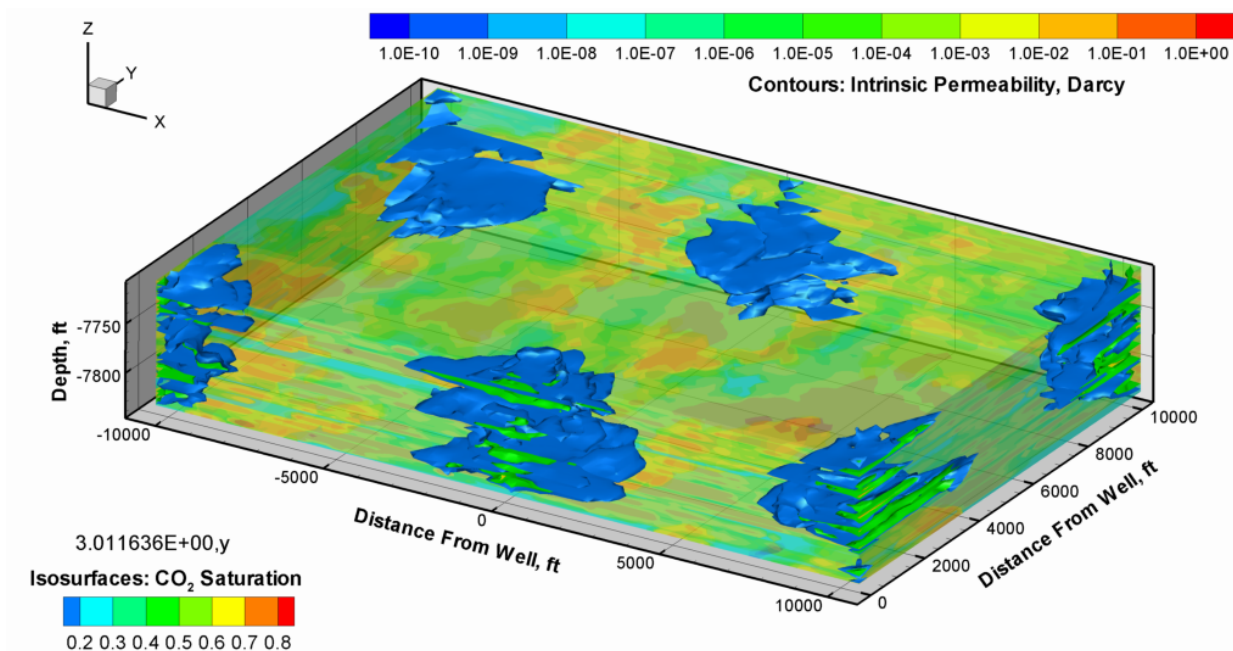 Z
Y
X
1.0E-10 1.0E-09 1.0E-08 1.0E-07 1.0E-06 1.0E-05 1.0E-04 1.0E-03 1.0E-02 1.0E-01 1.0E+00
Contours: Intrinsic Permeability, Darcy
Depth, ft
-7750
-7800
-10000
-5000
0
5000
10000
Distance From Well, ft
0
2000
4000
6000
8000
10000
Distance From Well, ft
3.011636E+00,y
Isosurfaces: CO2 Saturation
0.2 0.3 0.4 0.5 0.6 0.7 0.8